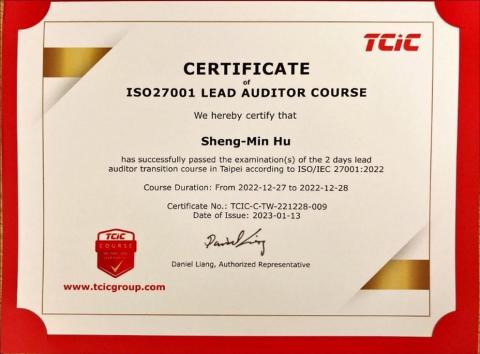 TCiC
CERTIFICATE
of
ISO27001 LEAD AUDITOR COURSE
We hereby certify that
Sheng-Min Hu
has successfully passed the examination(s) of the 2 days lead
auditor transition course in Taipei according to ISO/IEC 27001:2022
Course Duration: From 2022-12-27 to 2022-12-28
Certificate No.: TCIC-C-TW-221228-009
Date of Issue: 2023-01-13
Daniel Liang, Authorized Representative
TCiC
COURSE
www.tcicgroup.com